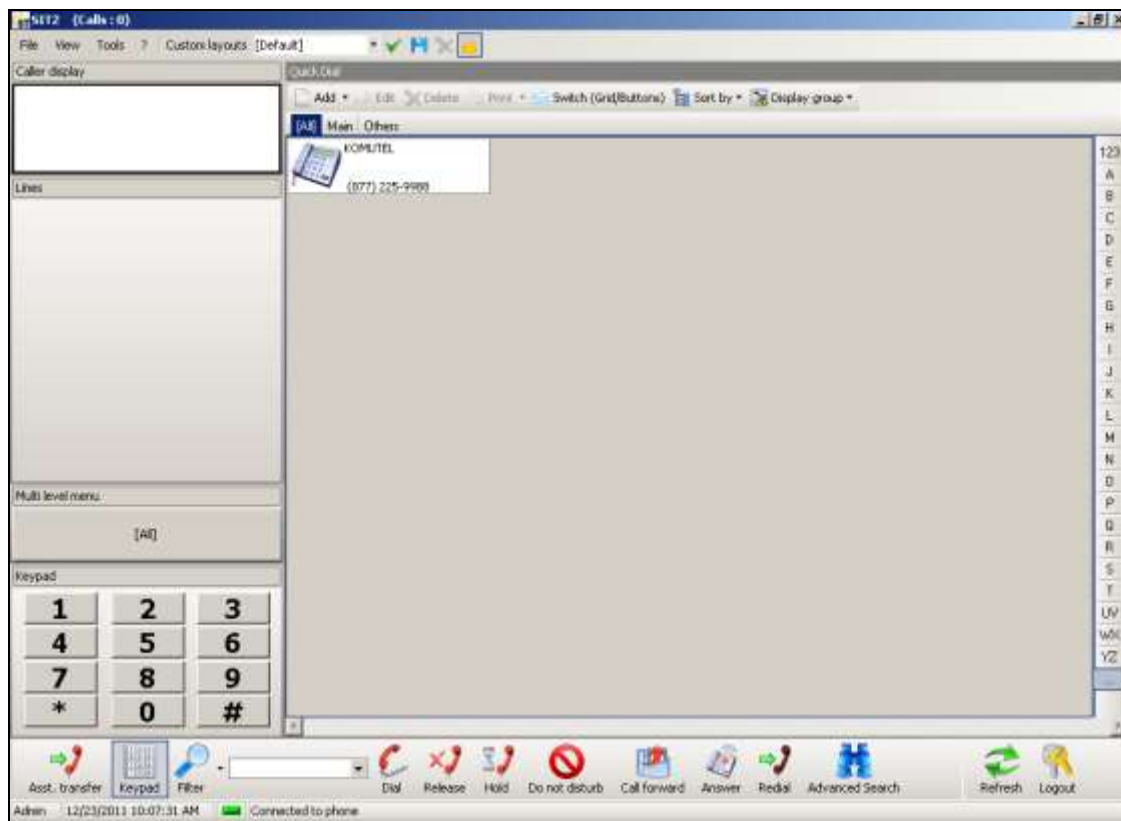 SIT2 (Calls : 0)
File View Tools ? Custom layouts [Default]
Caller display
Quick Dial
Add Edit Delete Print Switch (Grid/Buttons) Sort by Display group
[All] Main Others
KOMUTEL
(877) 225-9988
Lines
Multi level menu
[All]
Keypad
1 2 3
4 5 6
7 8 9
* 0 #
123
A
B
C
D
E
F
G
H
I
J
K
L
M
N
O
P
Q
R
S
T
UV
WX
YZ
...
Asst. transfer Keypad Filter Dial Release Hold Do not disturb Call forward Answer Redial Advanced Search Refresh Logout
Admin 12/23/2011 10:07:31 AM Connected to phone